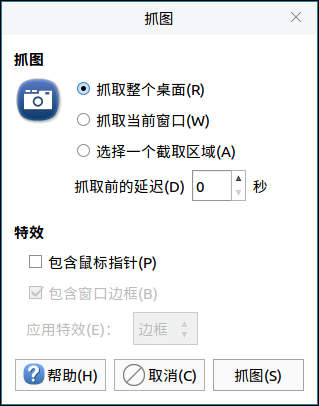 抓图
抓图
抓取整个桌面(R)
抓取当前窗口(W)
选择一个截取区域(A)
抓取前的延迟(D) 0 秒
特效
包含鼠标指针(P)
包含窗口边框(B)
应用特效(E): 边框
帮助(H) 取消(C) 抓图(S)